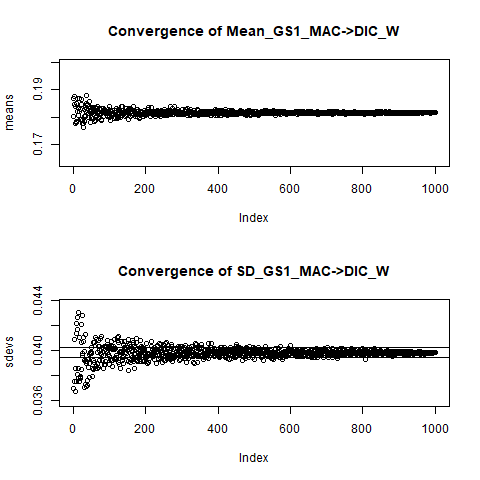 Convergence of Mean_GS1_MAC->DIC_W
means
0.19
0.17
0 200 400 600 800 1000
Index
Convergence of SD_GS1_MAC->DIC_W
sdevs
0.044
0.040
0.036
0 200 400 600 800 1000
Index